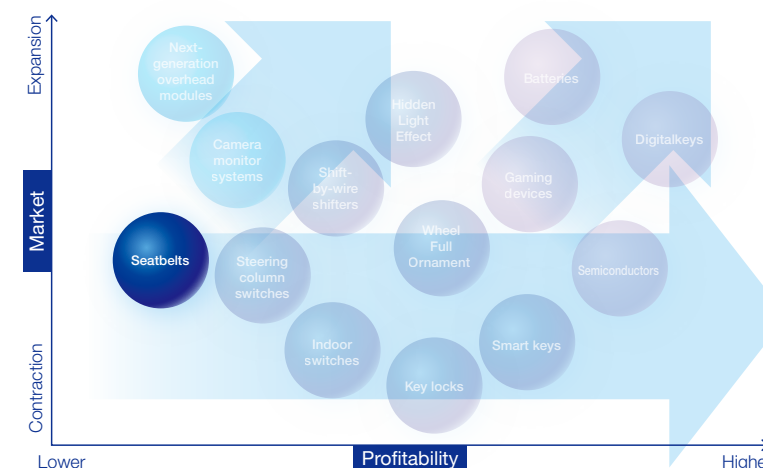 Expansion
Market
Contraction
Next-
generation
overhead
modules
Camera
monitor
systems
Shift-
by-wire
shifters
Hidden
Light
Effect
Batteries
Digitalkeys
Gaming
devices
Seatbelts
Steering
column
switches
Wheel
Full
Ornament
Semiconductors
Indoor
switches
Key locks
Smart keys
Lower
Profitability
Highe